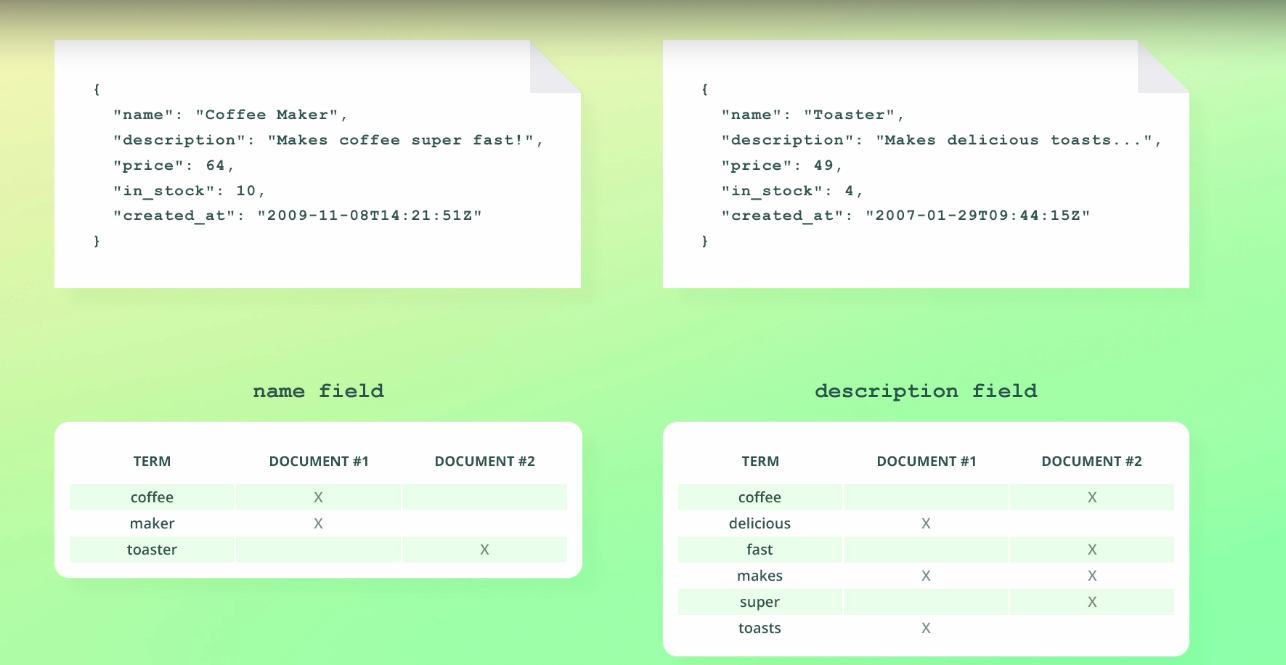 {
"name": "Coffee Maker",
"description": "Makes coffee super fast!",
"price": 64,
"in_stock": 10,
"created_at": "2009-11-08T14:21:51Z"
}
{
"name": "Toaster",
"description": "Makes delicious toasts...",
"price": 49,
"in_stock": 4,
"created_at": "2007-01-29T09:44:15Z"
}
name field
TERM DOCUMENT #1 DOCUMENT #2
coffee X
maker X
toaster X
description field
TERM DOCUMENT #1 DOCUMENT #2
coffee X
delicious X
fast X
makes X X
super X
toasts X